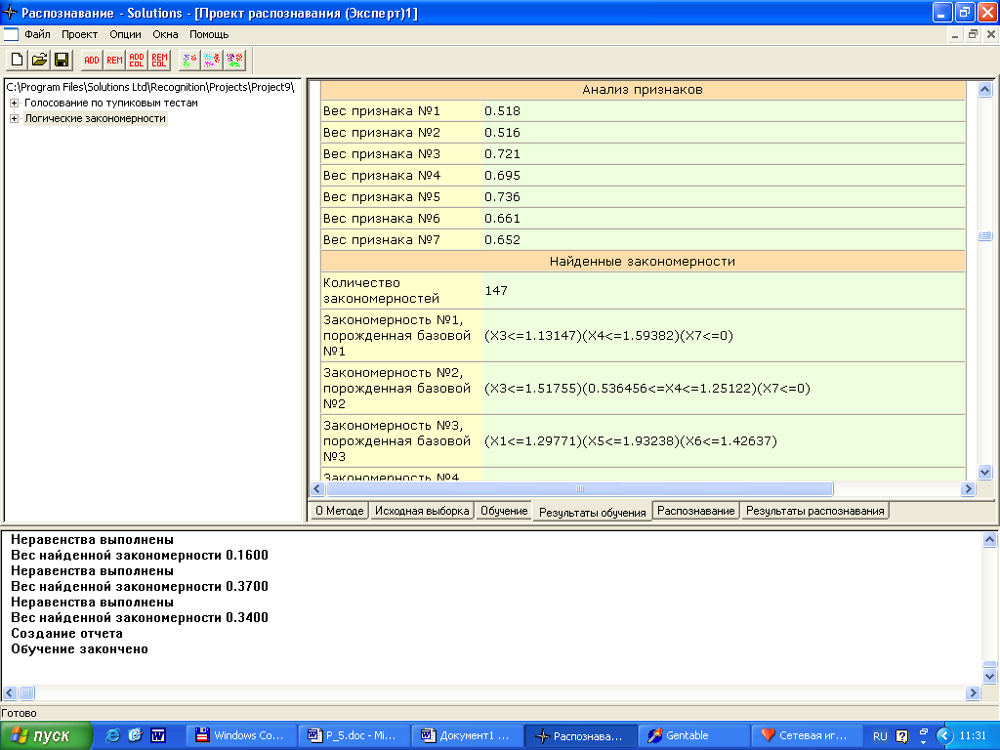 Распознавание - Solutions - [Проект распознавания (Эксперт)1]
Файл Проект Опции Окна Помощь
ADD REM ADD COL REM COL
C:\Program Files\Solutions Ltd\Recognition\Projects\Project9\
Голосование по тупиковым тестам
Логические закономерности
Анализ признаков
Вес признака №1 0.518
Вес признака №2 0.516
Вес признака №3 0.721
Вес признака №4 0.695
Вес признака №5 0.736
Вес признака №6 0.661
Вес признака №7 0.652
Найденные закономерности
Количество
закономерностей
147
Закономерность №1,
порожденная базовой
№1
(X3<=1.13147)(X4<=1.59382)(X7<=0)
Закономерность №2,
порожденная базовой
№2
(X3<=1.51755)(0.536456<=X4<=1.25122)(X7<=0)
Закономерность №3,
порожденная базовой
№3
(X1<=1.29771)(X5<=1.93238)(X6<=1.42637)
Закономерность №4
О Методе Исходная выборка Обучение Результаты обучения Распознавание Результаты распознавания
Неравенства выполнены
Вес найденной закономерности 0.1600
Неравенства выполнены
Вес найденной закономерности 0.3700
Неравенства выполнены
Вес найденной закономерности 0.3400
Создание отчета
Обучение закончено
Готово
пуск Windows Co... P_5.doc - Mi... Документ1 ... Распознава... Gentable Сетевая иг... RU 11:31